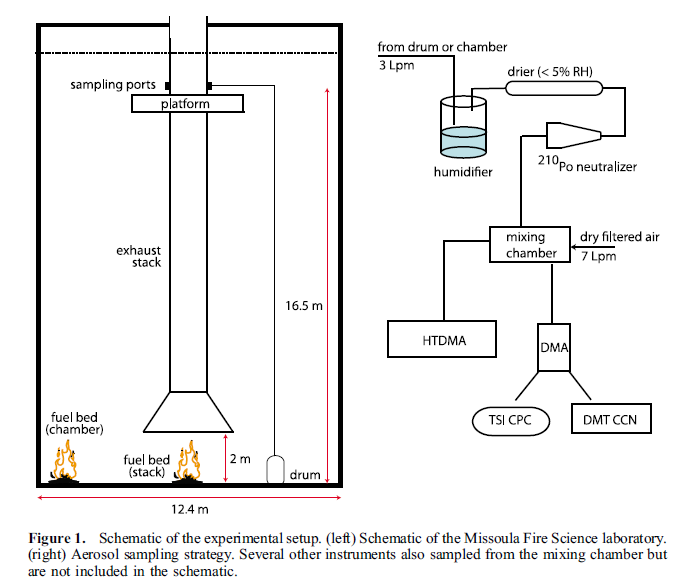 sampling ports
platform
exhaust
stack
16.5 m
fuel bed
(chamber)
fuel bed
(stack)
2 m
drum
12.4 m
from drum or chamber
3 Lpm
drier (< 5% RH)
humidifier
210Po neutralizer
mixing
chamber
dry filtered air
7 Lpm
HTDMA
DMA
TSI CPC
DMT CCN
Figure 1. Schematic of the experimental setup. (left) Schematic of the Missoula Fire Science laboratory.
(right) Aerosol sampling strategy. Several other instruments also sampled from the mixing chamber but
are not included in the schematic.